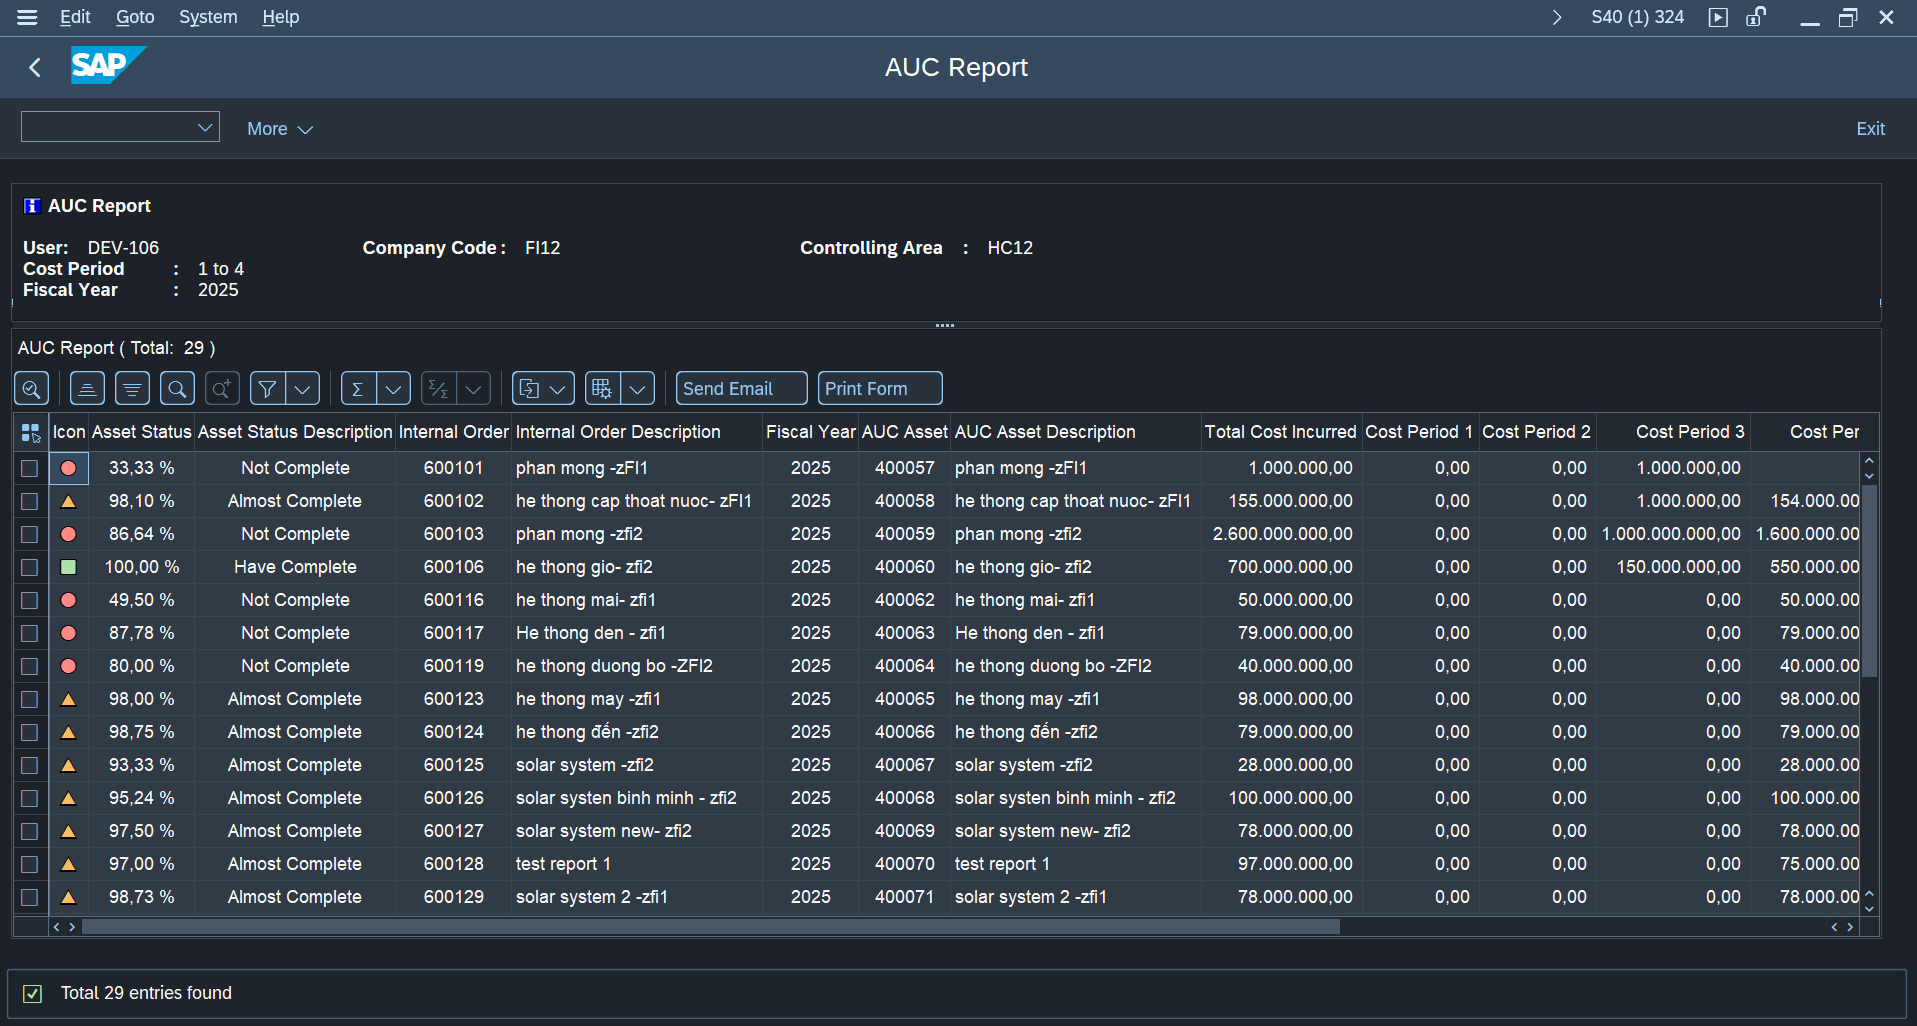 Edit Goto System Help S40 (1) 324
SAP AUC Report
More Exit
AUC Report
User: DEV-106 Company Code : FI12 Controlling Area : HC12
Cost Period : 1 to 4
Fiscal Year : 2025
AUC Report ( Total: 29 )
Send Email Print Form
Icon Asset Status Asset Status Description Internal Order Internal Order Description Fiscal Year AUC Asset AUC Asset Description Total Cost Incurred Cost Period 1 Cost Period 2 Cost Period 3 Cost Per
33,33 % Not Complete 600101 phan mong -zFI1 2025 400057 phan mong -zFI1 1.000.000,00 0,00 0,00 1.000.000,00
98,10 % Almost Complete 600102 he thong cap thoat nuoc- zFI1 2025 400058 he thong cap thoat nuoc- zFI1 155.000.000,00 0,00 0,00 1.000.000,00 154.000.00
86,64 % Not Complete 600103 phan mong -zfi2 2025 400059 phan mong -zfi2 2.600.000.000,00 0,00 0,00 1.000.000.000,00 1.600.000.00
100,00 % Have Complete 600106 he thong gio- zfi2 2025 400060 he thong gio- zfi2 700.000.000,00 0,00 0,00 150.000.000,00 550.000.00
49,50 % Not Complete 600116 he thong mai- zfi1 2025 400062 he thong mai- zfi1 50.000.000,00 0,00 0,00 0,00 50.000.00
87,78 % Not Complete 600117 He thong den - zfi1 2025 400063 He thong den - zfi1 79.000.000,00 0,00 0,00 0,00 79.000.00
80,00 % Not Complete 600119 he thong duong bo -ZFI2 2025 400064 he thong duong bo -ZFI2 40.000.000,00 0,00 0,00 0,00 40.000.00
98,00 % Almost Complete 600123 he thong may -zfi1 2025 400065 he thong may -zfi1 98.000.000,00 0,00 0,00 0,00 98.000.00
98,75 % Almost Complete 600124 he thong đến -zfi2 2025 400066 he thong đến -zfi2 79.000.000,00 0,00 0,00 0,00 79.000.00
93,33 % Almost Complete 600125 solar system -zfi2 2025 400067 solar system -zfi2 28.000.000,00 0,00 0,00 0,00 28.000.00
95,24 % Almost Complete 600126 solar systen binh minh - zfi2 2025 400068 solar systen binh minh - zfi2 100.000.000,00 0,00 0,00 0,00 100.000.00
97,50 % Almost Complete 600127 solar system new- zfi2 2025 400069 solar system new- zfi2 78.000.000,00 0,00 0,00 0,00 78.000.00
97,00 % Almost Complete 600128 test report 1 2025 400070 test report 1 97.000.000,00 0,00 0,00 0,00 75.000.00
98,73 % Almost Complete 600129 solar system 2 -zfi1 2025 400071 solar system 2 -zfi1 78.000.000,00 0,00 0,00 0,00 78.000.00
Total 29 entries found